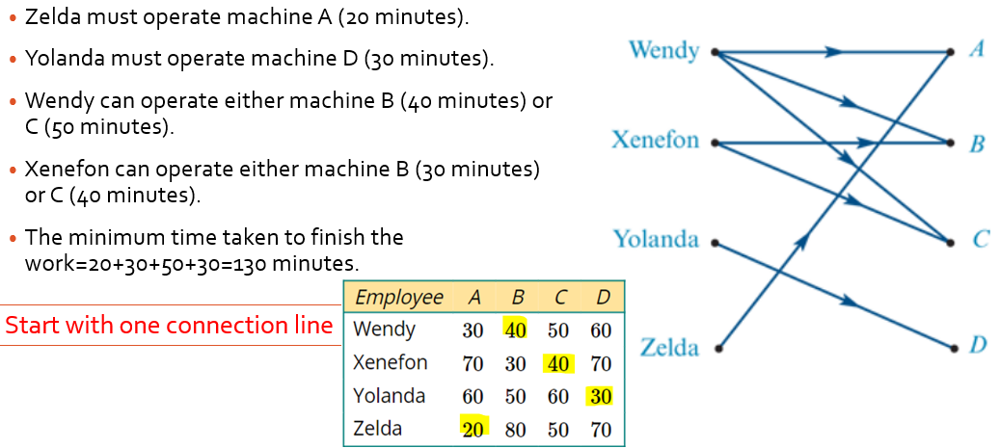 • Zelda must operate machine A (20 minutes).
• Yolanda must operate machine D (30 minutes).
• Wendy can operate either machine B (40 minutes) or
C (50 minutes).
• Xenefon can operate either machine B (30 minutes)
or C (40 minutes).
• The minimum time taken to finish the
work=20+30+50+30=130 minutes.
Start with one connection line
Employee A B C D
Wendy 30 40 50 60
Xenefon 70 30 40 70
Yolanda 60 50 60 30
Zelda 20 80 50 70
Wendy A
Xenefon B
Yolanda C
Zelda D